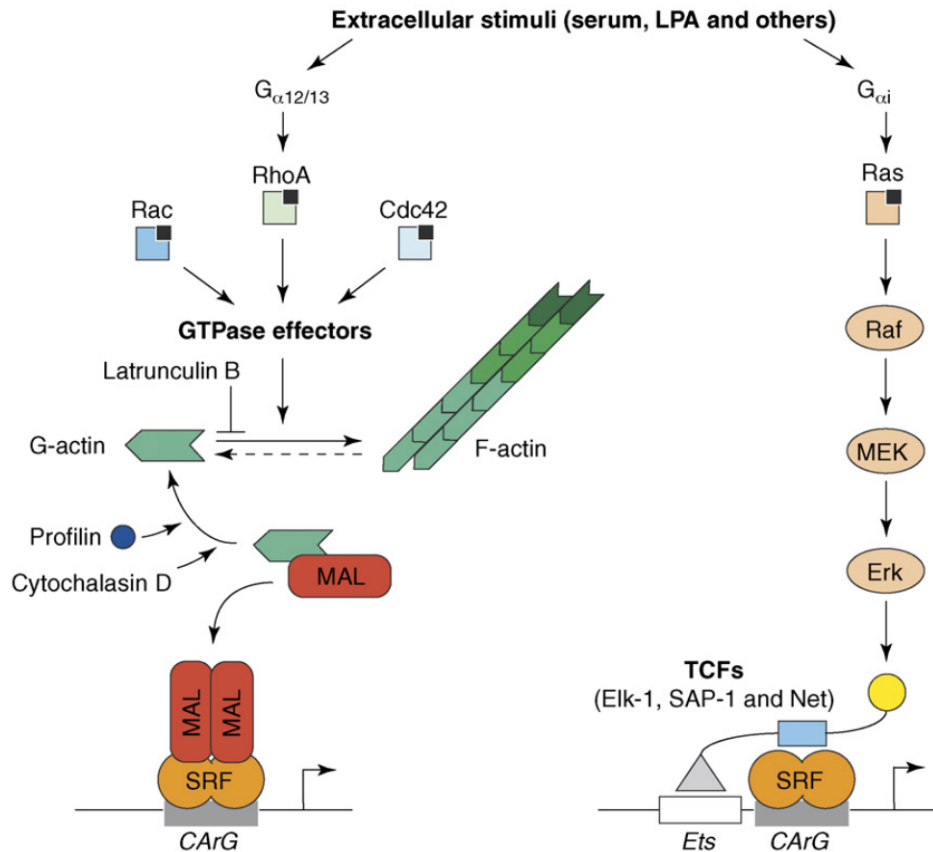 Extracellular stimuli (serum, LPA and others)
Gα12/13
Gαi
RhoA
Ras
Rac
Cdc42
GTPase effectors
Raf
Latrunculin B
G-actin
F-actin
MEK
Profilin
Cytochalasin D
MAL
Erk
TCFs
(Elk-1, SAP-1 and Net)
MAL
MAL
SRF
SRF
CArG
Ets
CArG